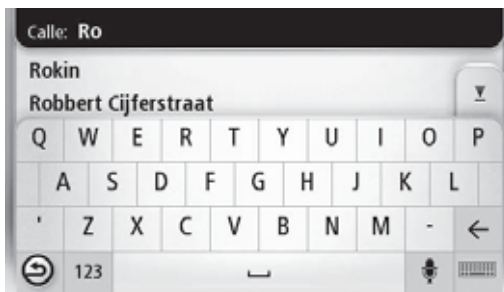 Calle: Ro
Rokin
Robbert Cijferstraat
Q W E R T Y U I O P
A S D F G H J K L
' Z X C V B N M - ←
123